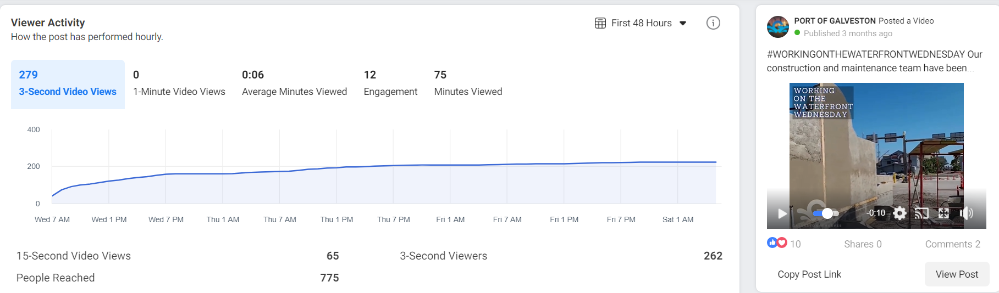 Viewer Activity
How the post has performed hourly.
First 48 Hours
279
3-Second Video Views
0
1-Minute Video Views
0:06
Average Minutes Viewed
12
Engagement
75
Minutes Viewed
400
200
0
Wed 7 AM
Wed 1 PM
Wed 7 PM
Thu 1 AM
Thu 7 AM
Thu 1 PM
Thu 7 PM
Fri 1 AM
Fri 7 AM
Fri 1 PM
Fri 7 PM
Sat 1 AM
15-Second Video Views 65
3-Second Viewers 262
People Reached 775
PORT OF GALVESTON Posted a Video
Published 3 months ago
#WORKINGONTHEWATERFRONTWEDNESDAY Our
construction and maintenance team have been...
WORKING
ON THE
WATERFRONT
WEDNESDAY
-0:10
10
Shares 0
Comments 2
Copy Post Link
View Post